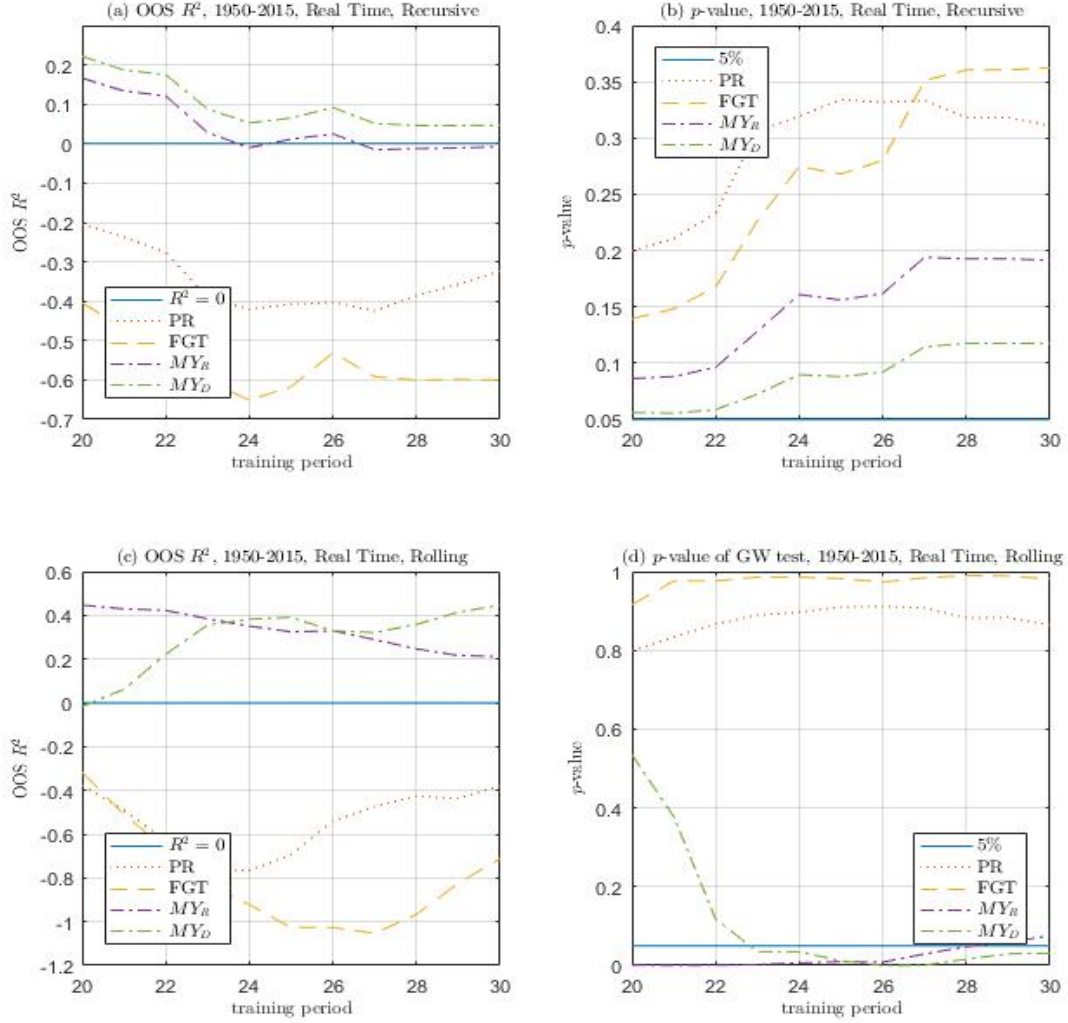 (a) OOS R², 1950-2015, Real Time, Recursive
0.2
0.1
0
-0.1
-0.2
-0.3
-0.4
-0.5
-0.6
-0.7
OOS R²
R² = 0
PR
FGT
MY_R
MY_D
20 22 24 26 28 30
training period
(b) p-value, 1950-2015, Real Time, Recursive
0.4
0.35
0.3
0.25
0.2
0.15
0.1
0.05
p-value
5%
PR
FGT
MY_R
MY_D
20 22 24 26 28 30
training period
(c) OOS R², 1950-2015, Real Time, Rolling
0.6
0.4
0.2
0
-0.2
-0.4
-0.6
-0.8
-1
-1.2
OOS R²
R² = 0
PR
FGT
MY_R
MY_D
20 22 24 26 28 30
training period
(d) p-value of GW test, 1950-2015, Real Time, Rolling
1
0.8
0.6
0.4
0.2
0
p-value
5%
PR
FGT
MY_R
MY_D
20 22 24 26 28 30
training period